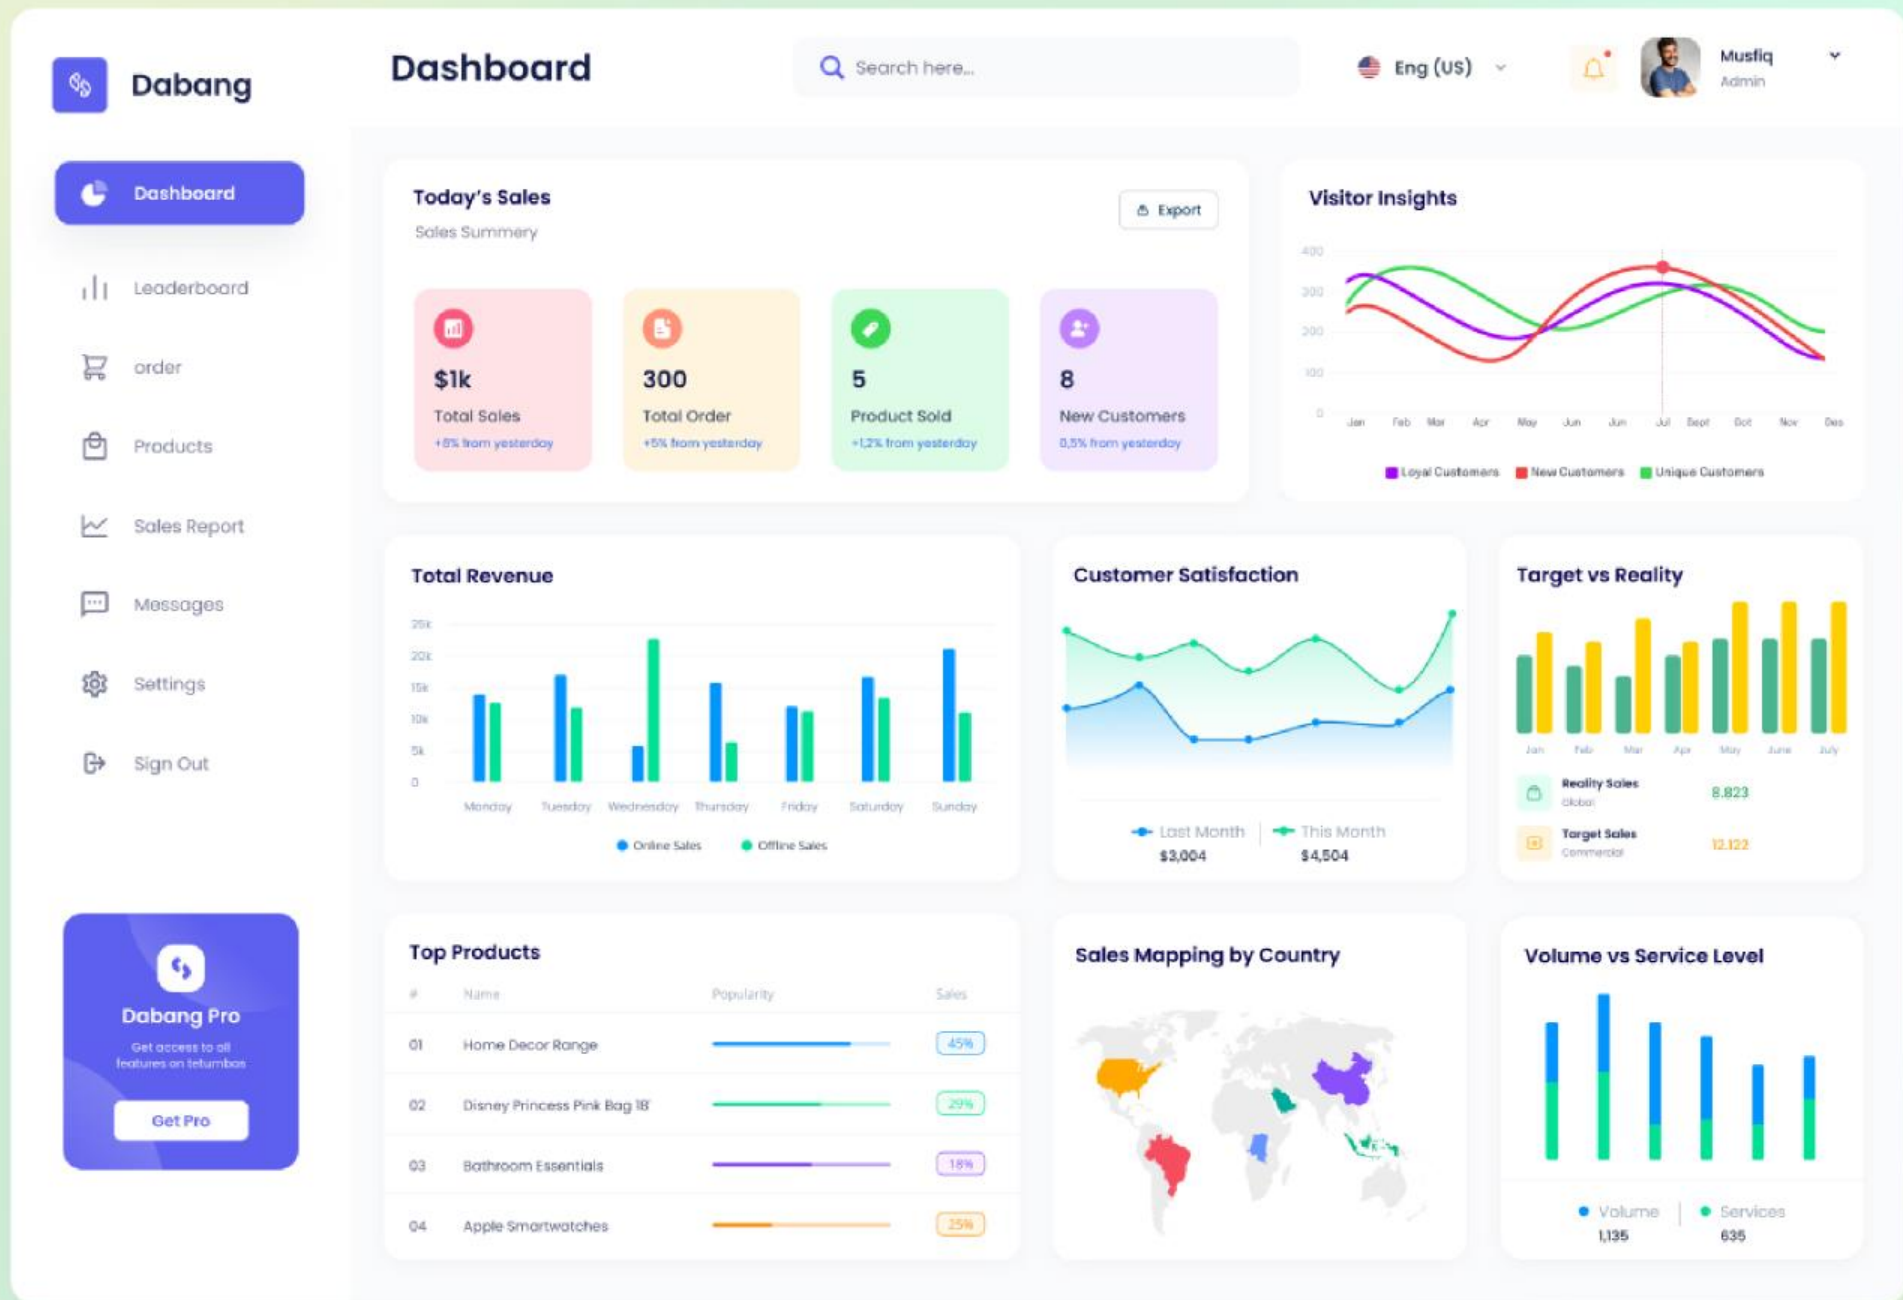 Dabang
Dashboard
Search here...
Eng (US)
Musfiq
Admin
Dashboard
Leaderboard
order
Products
Sales Report
Messages
Settings
Sign Out
Dabang Pro
Get access to all
features on tetumbas
Get Pro
Today's Sales
Sales Summery
Export
$1k
Total Sales
+8% from yesterday
300
Total Order
+5% from yesterday
5
Product Sold
+1,2% from yesterday
8
New Customers
0,5% from yesterday
Visitor Insights
400
300
200
100
0
Jan Feb Mar Apr May Jun Jun Jul Sept Oct Nov Des
Loyal Customers New Customers Unique Customers
Total Revenue
25k
20k
15k
10k
5k
0
Monday Tuesday Wednesday Thursday Friday Saturday Sunday
Online Sales Offline Sales
Customer Satisfaction
Last Month This Month
$3,004 $4,504
Target vs Reality
Jan Feb Mar Apr May June July
Reality Sales
Global
8.823
Target Sales
Commercial
12.122
Top Products
# Name Popularity Sales
01 Home Decor Range 45%
02 Disney Princess Pink Bag 18' 29%
03 Bathroom Essentials 18%
04 Apple Smartwatches 25%
Sales Mapping by Country
Volume vs Service Level
Volume Services
1,135 635